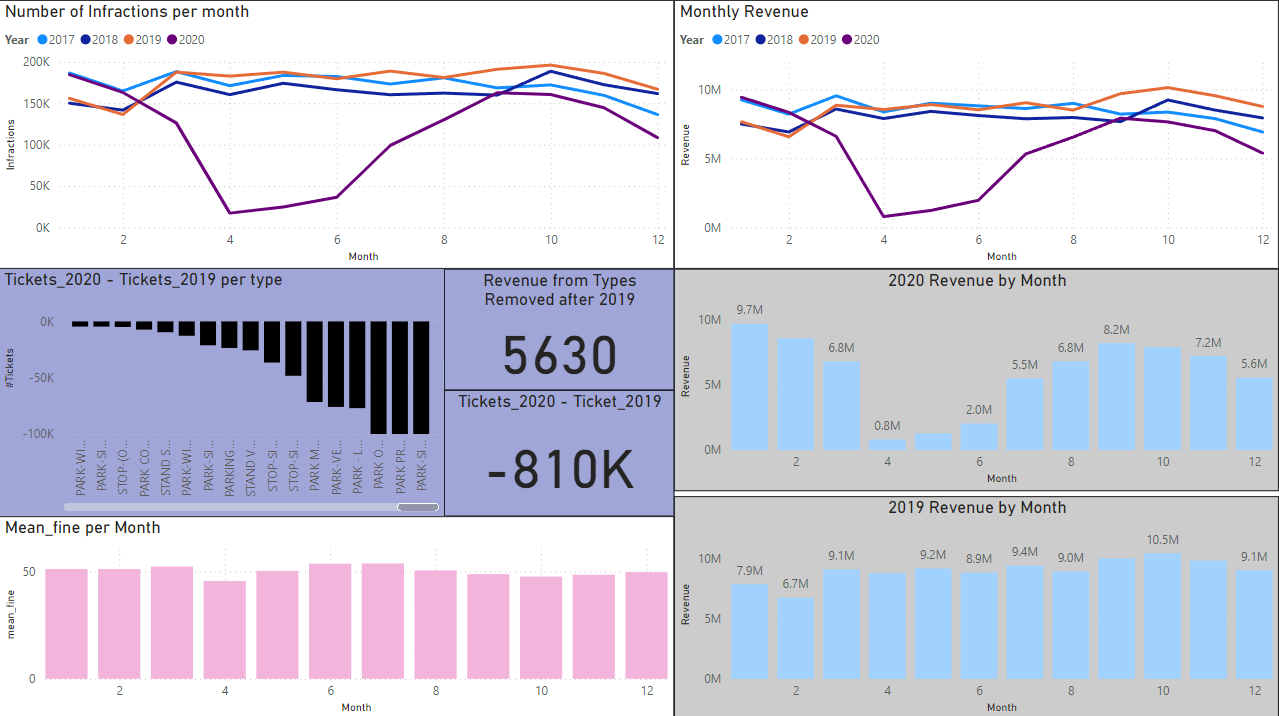 Number of Infractions per month
Year 2017 2018 2019 2020
200K
150K
100K
50K
0K
Infractions
2 4 6 8 10 12
Month
Monthly Revenue
Year 2017 2018 2019 2020
10M
5M
0M
Revenue
2 4 6 8 10 12
Month
Tickets_2020 - Tickets_2019 per type
0K
-50K
-100K
#Tickets
PARK-WI...
PARK-SI...
STOP-(O...
PARK CO...
STAND S...
PARK-WI...
PARK-SI...
PARKING...
STAND V...
STOP-SI...
STOP-SI...
PARK M...
PARK-VE...
PARK - L...
PARK O...
PARK PR...
PARK-SI...
Revenue from Types
Removed after 2019
5630
Tickets_2020 - Ticket_2019
-810K
2020 Revenue by Month
10M
5M
0M
Revenue
9.7M
6.8M
0.8M
2.0M
5.5M
6.8M
8.2M
7.2M
5.6M
2 4 6 8 10 12
Month
Mean_fine per Month
50
0
mean_fine
2 4 6 8 10 12
Month
2019 Revenue by Month
10M
5M
0M
Revenue
7.9M
6.7M
9.1M
9.2M
8.9M
9.4M
9.0M
10.5M
9.1M
2 4 6 8 10 12
Month